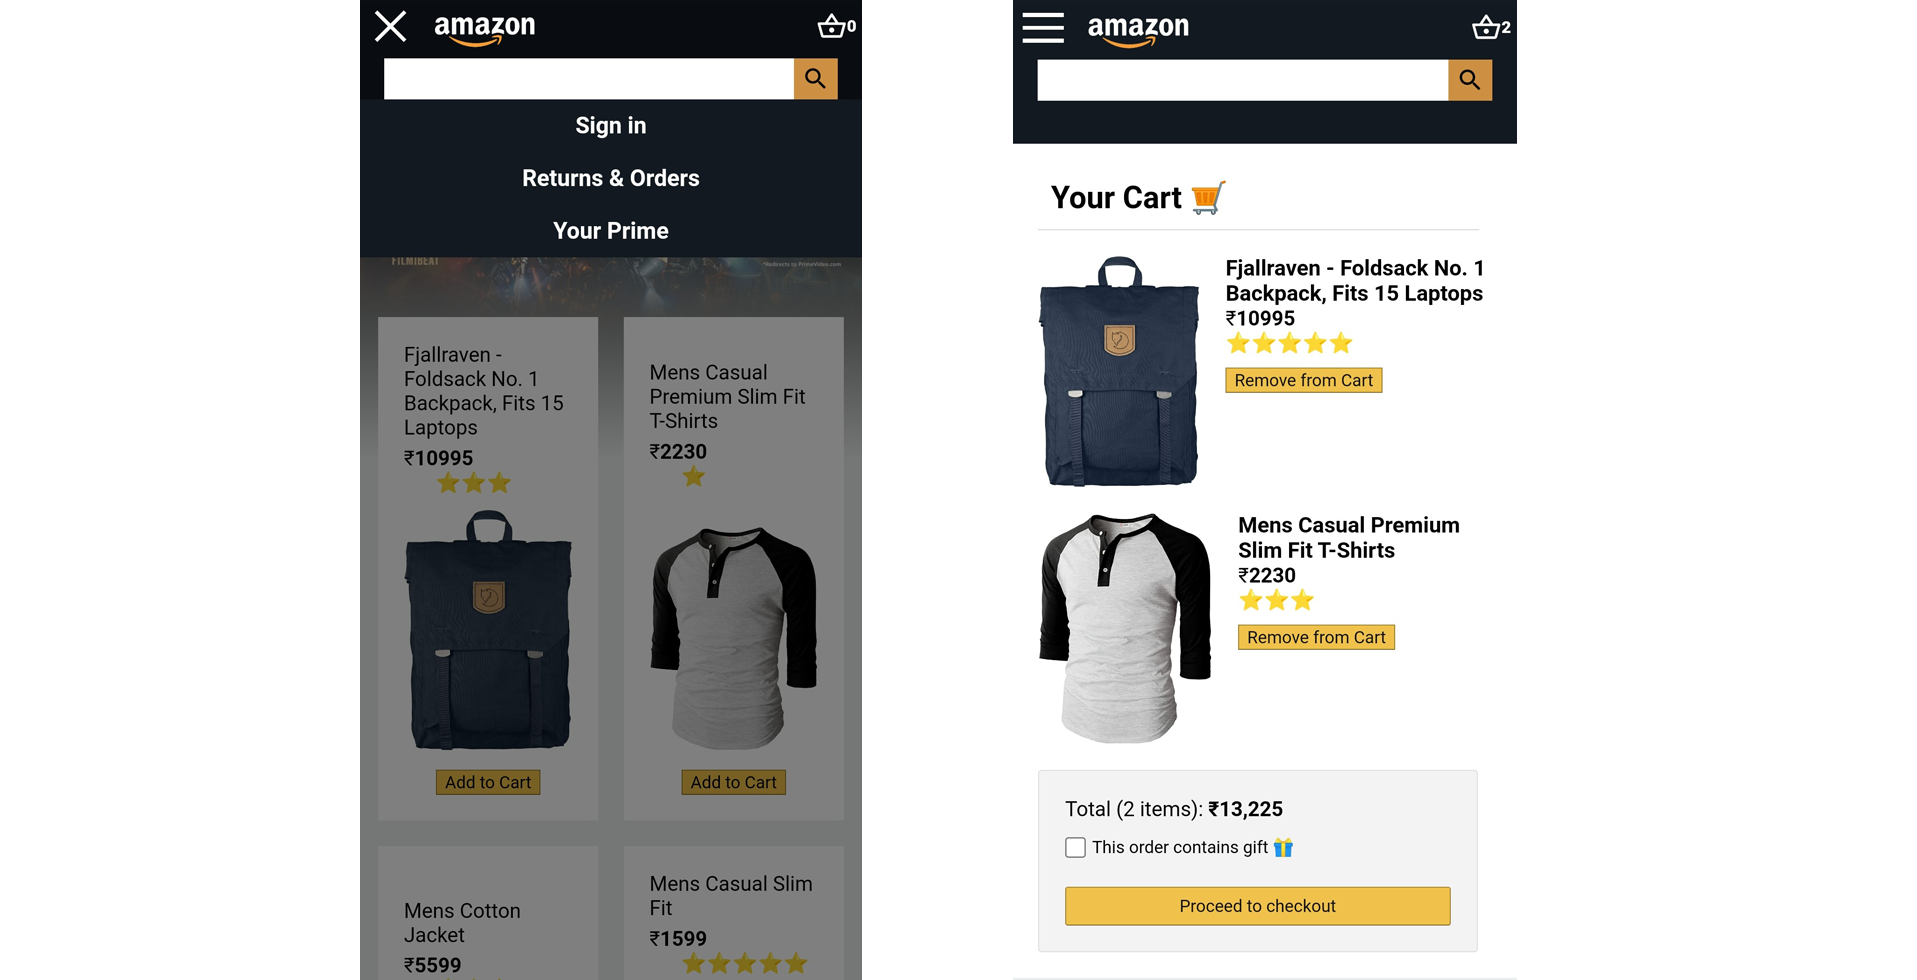 amazon
0
Sign in
Returns & Orders
Your Prime
FILMIBEAT
*Redirects to PrimeVideo.com
Fjallraven -
Foldsack No. 1
Backpack, Fits 15
Laptops
₹10995
Add to Cart
Mens Casual
Premium Slim Fit
T-Shirts
₹2230
Add to Cart
Mens Cotton
Jacket
₹5599
Mens Casual Slim
Fit
₹1599
amazon
2
Your Cart
Fjallraven - Foldsack No. 1
Backpack, Fits 15 Laptops
₹10995
Remove from Cart
Mens Casual Premium
Slim Fit T-Shirts
₹2230
Remove from Cart
Total (2 items): ₹13,225
This order contains gift
Proceed to checkout